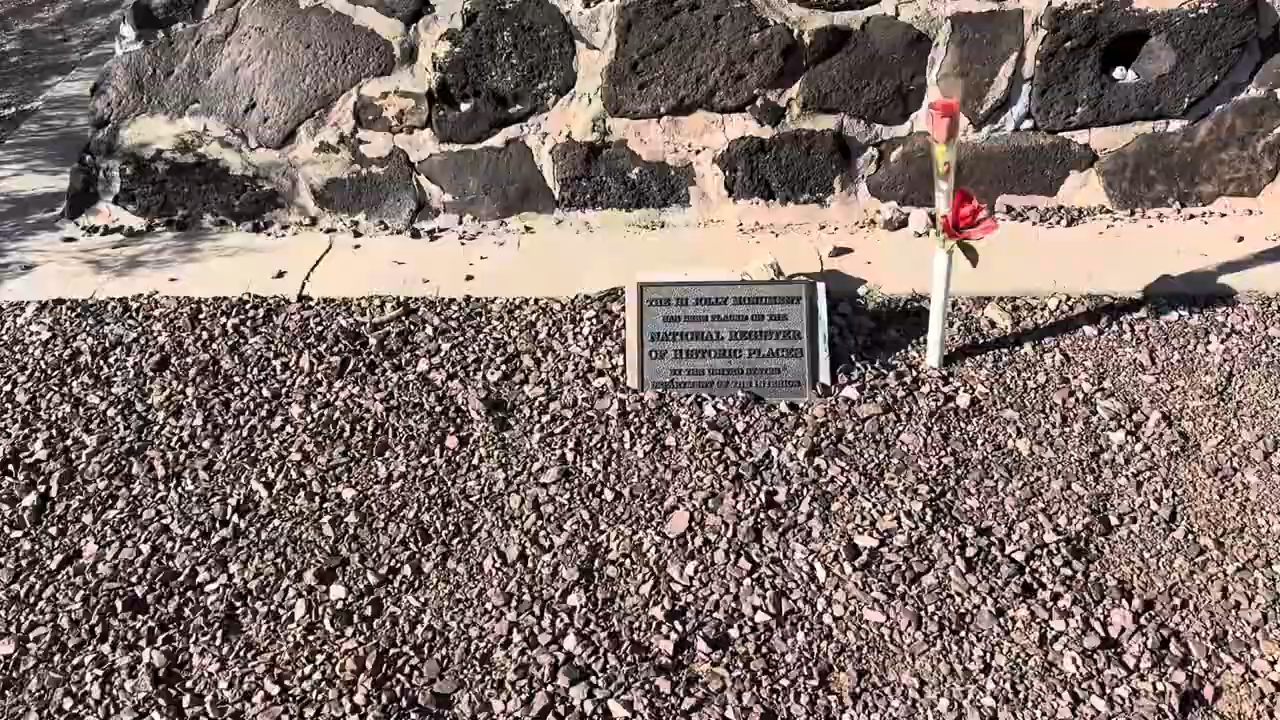 THE HI JOLLY MONUMENT
HAS BEEN PLACED ON THE
NATIONAL REGISTER
OF HISTORIC PLACES
BY THE UNITED STATES
DEPARTMENT OF THE INTERIOR